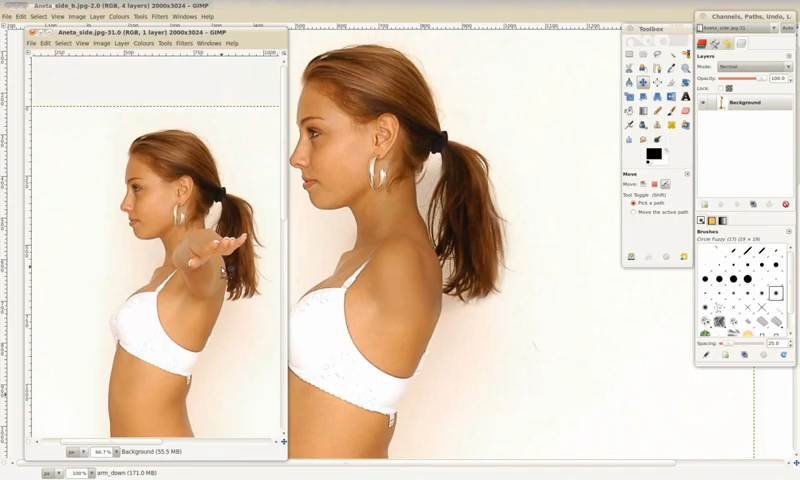 Aneta_side_b.jpg-2.0 (RGB, 4 layers) 2000x3024 – GIMP
File Edit Select View Image Layer Colours Tools Filters Windows Help
Aneta_side.jpg-31.0 (RGB, 1 layer) 2000x3024 – GIMP
File Edit Select View Image Layer Colours Tools Filters Windows Help
px 66.7% Background (55.5 MB)
px 100% arm_down (171.0 MB)
Toolbox
Move
Move:
Tool Toggle (Shift)
Pick a path
Move the active path
Channels, Paths, Undo, L
Aneta_side.jpg-31 Auto
Layers
Mode: Normal
Opacity: 100.0
Lock:
Background
Brushes
Circle Fuzzy (17) (19 x 19)
Spacing: 25.0